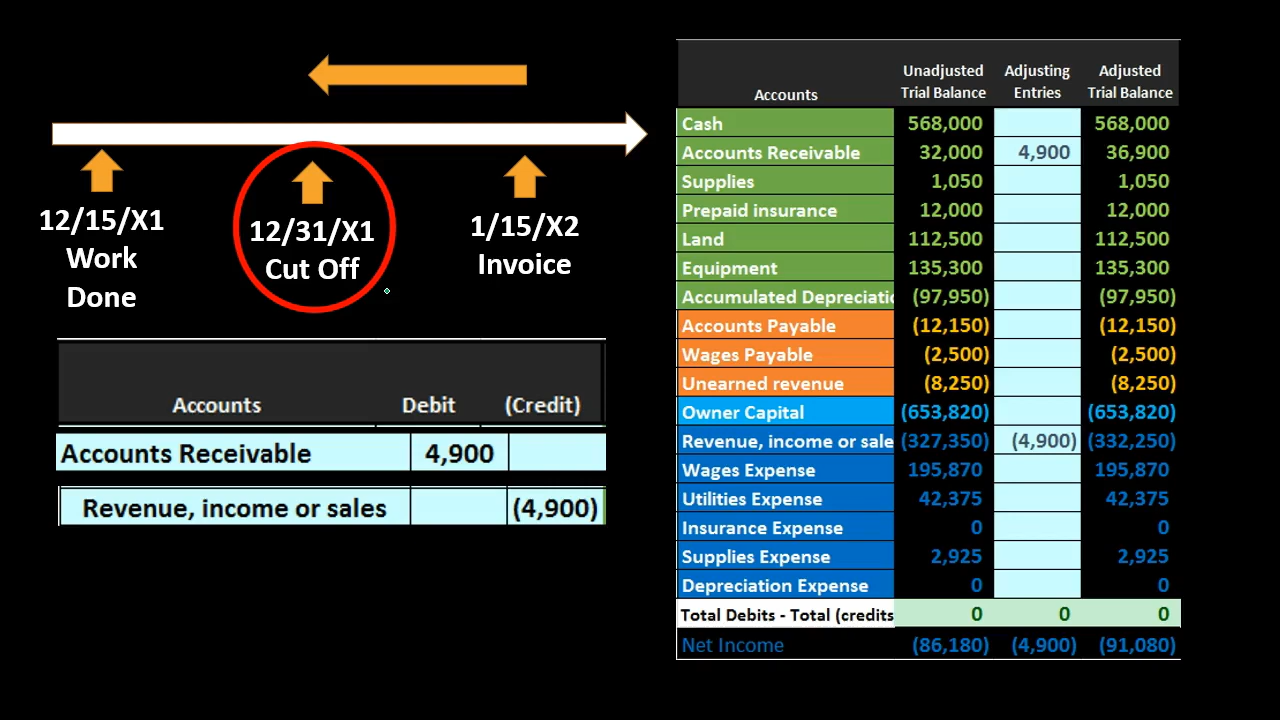 12/15/X1
Work
Done
12/31/X1
Cut Off
1/15/X2
Invoice
Accounts Debit (Credit)
Accounts Receivable 4,900
Revenue, income or sales (4,900)
Unadjusted Adjusting Adjusted
Accounts Trial Balance Entries Trial Balance
Cash 568,000 568,000
Accounts Receivable 32,000 4,900 36,900
Supplies 1,050 1,050
Prepaid insurance 12,000 12,000
Land 112,500 112,500
Equipment 135,300 135,300
Accumulated Depreciatic (97,950) (97,950)
Accounts Payable (12,150) (12,150)
Wages Payable (2,500) (2,500)
Unearned revenue (8,250) (8,250)
Owner Capital (653,820) (653,820)
Revenue, income or sale (327,350) (4,900) (332,250)
Wages Expense 195,870 195,870
Utilities Expense 42,375 42,375
Insurance Expense 0 0
Supplies Expense 2,925 2,925
Depreciation Expense 0 0
Total Debits - Total (credits 0 0 0
Net Income (86,180) (4,900) (91,080)